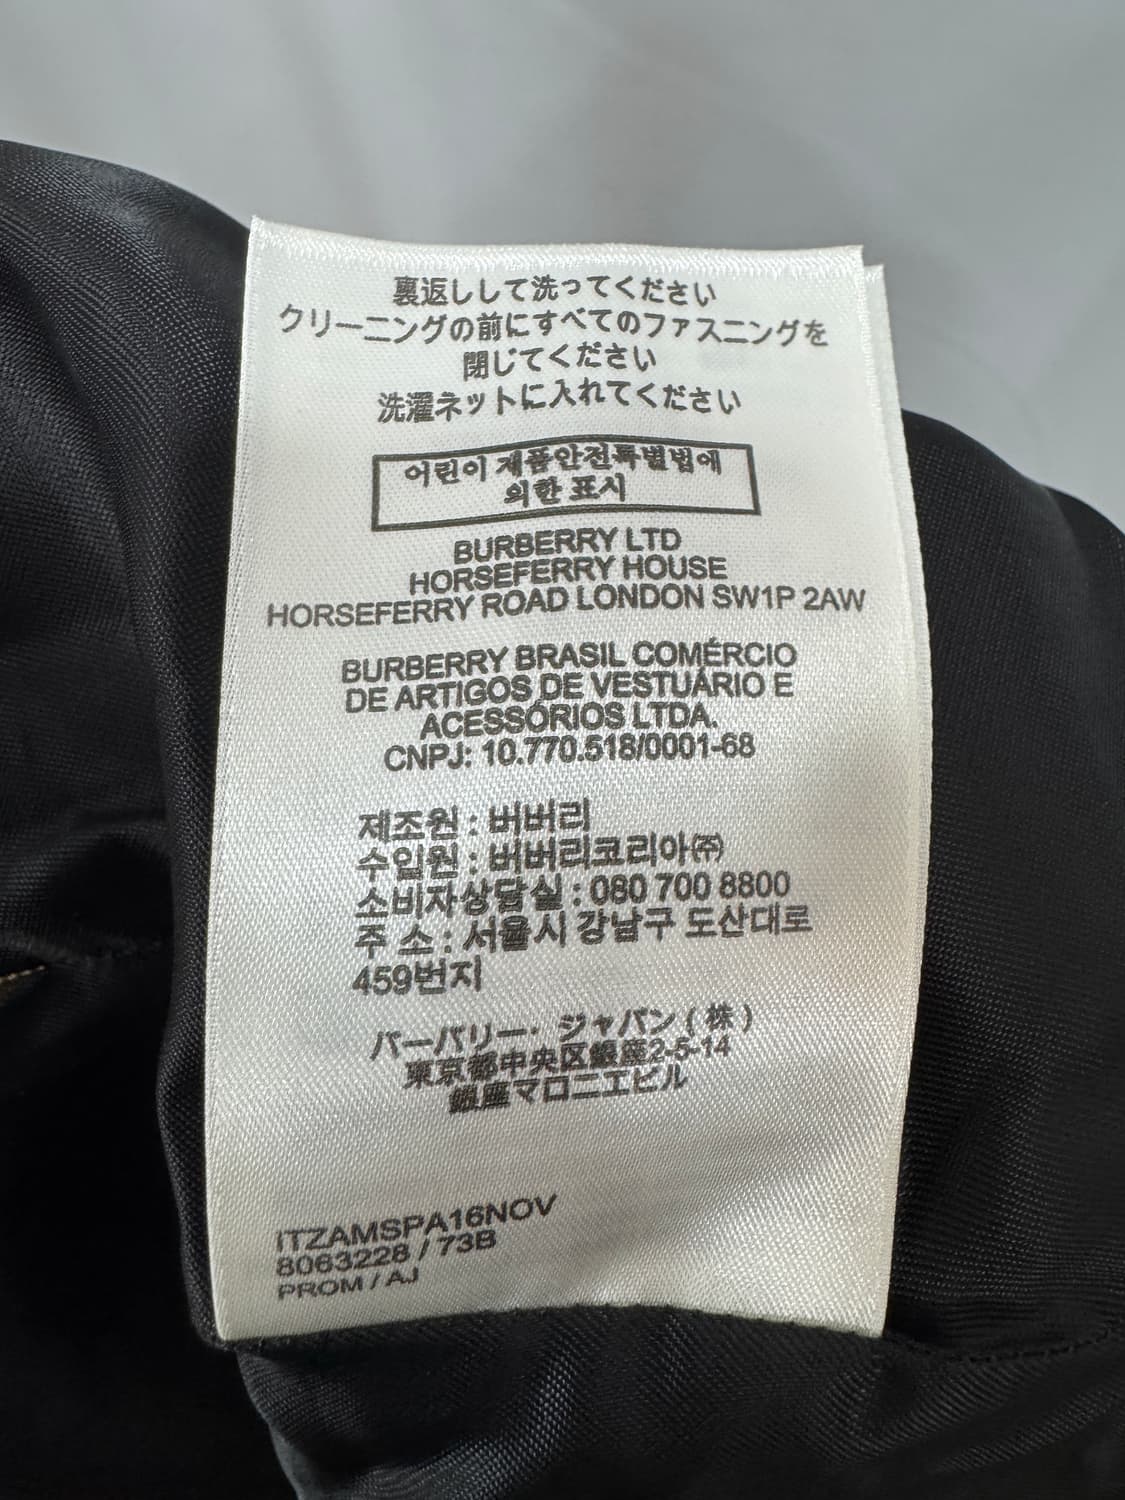 裏返しして洗ってください
クリーニングの前にすべてのファスニングを
閉じてください
洗濯ネットに入れてください
어린이 제품안전특별법에
의한 표시
BURBERRY LTD
HORSEFERRY HOUSE
HORSEFERRY ROAD LONDON SW1P 2AW
BURBERRY BRASIL COMÉRCIO
DE ARTIGOS DE VESTUÁRIO E
ACESSÓRIOS LTDA.
CNPJ: 10.770.518/0001-68
제조원 : 버버리
수입원 : 버버리코리아㈜
소비자상담실 : 080 700 8800
주 소 : 서울시 강남구 도산대로
459번지
バーバリー・ジャパン(株)
東京都中央区銀座2-5-14
銀座マロニエビル
ITZAMSPA16NOV
8063228 / 73B
PROM / AJ